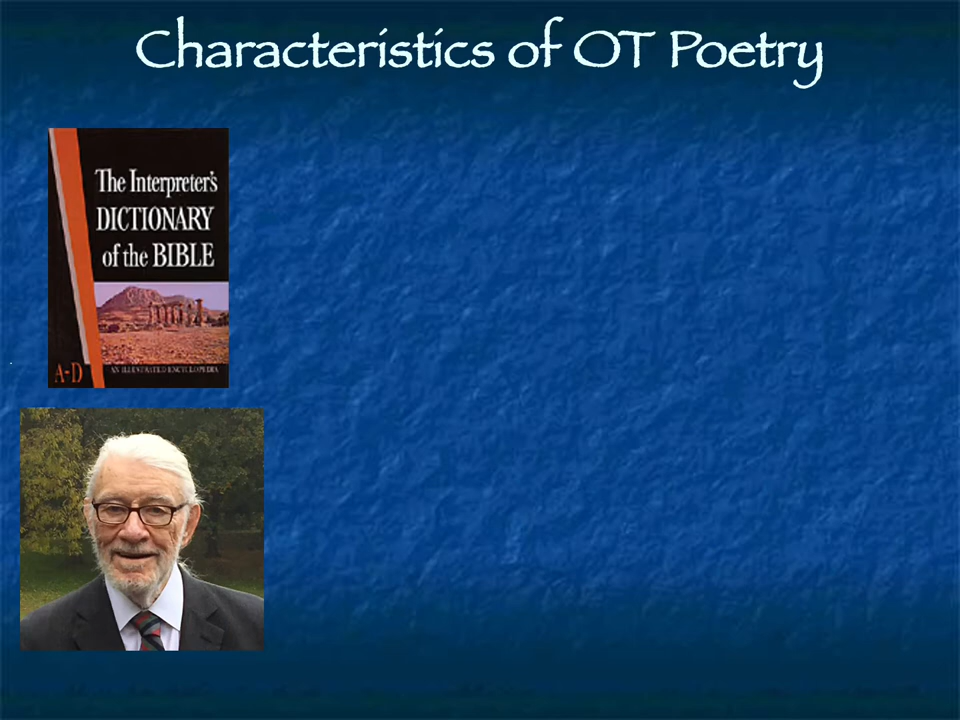 Characteristics of OT Poetry
The Interpreter's
DICTIONARY
of the BIBLE
A-D
AN ILLUSTRATED ENCYCLOPEDIA